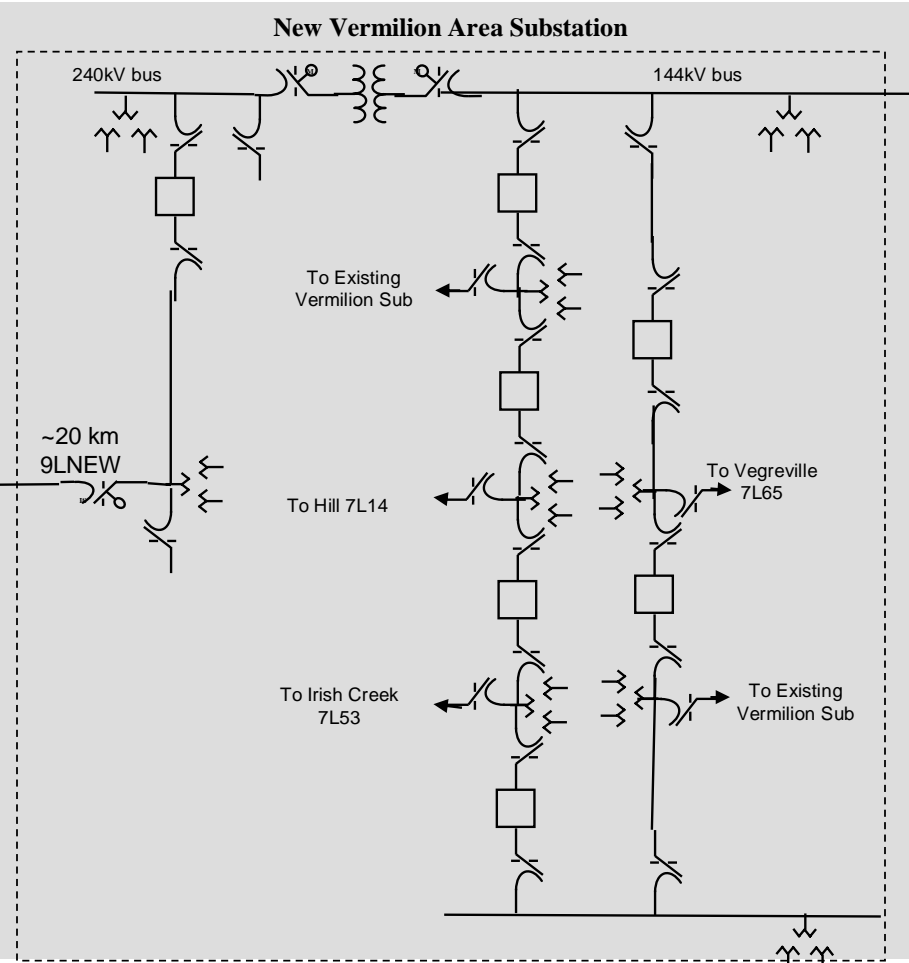 New Vermilion Area Substation
240kV bus
144kV bus
To Existing
Vermilion Sub
~20 km
9LNEW
To Hill 7L14
To Vegreville
7L65
To Irish Creek
7L53
To Existing
Vermilion Sub